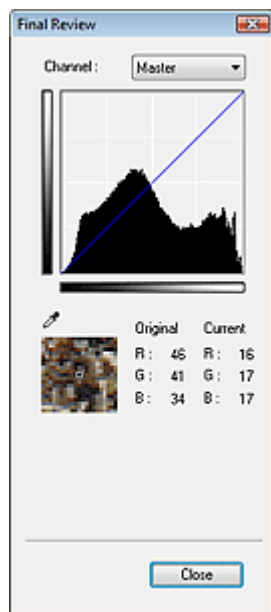 Final Review
Channel : Master
Original Current
R : 46 R : 16
G : 41 G : 17
B : 34 B : 17
Close